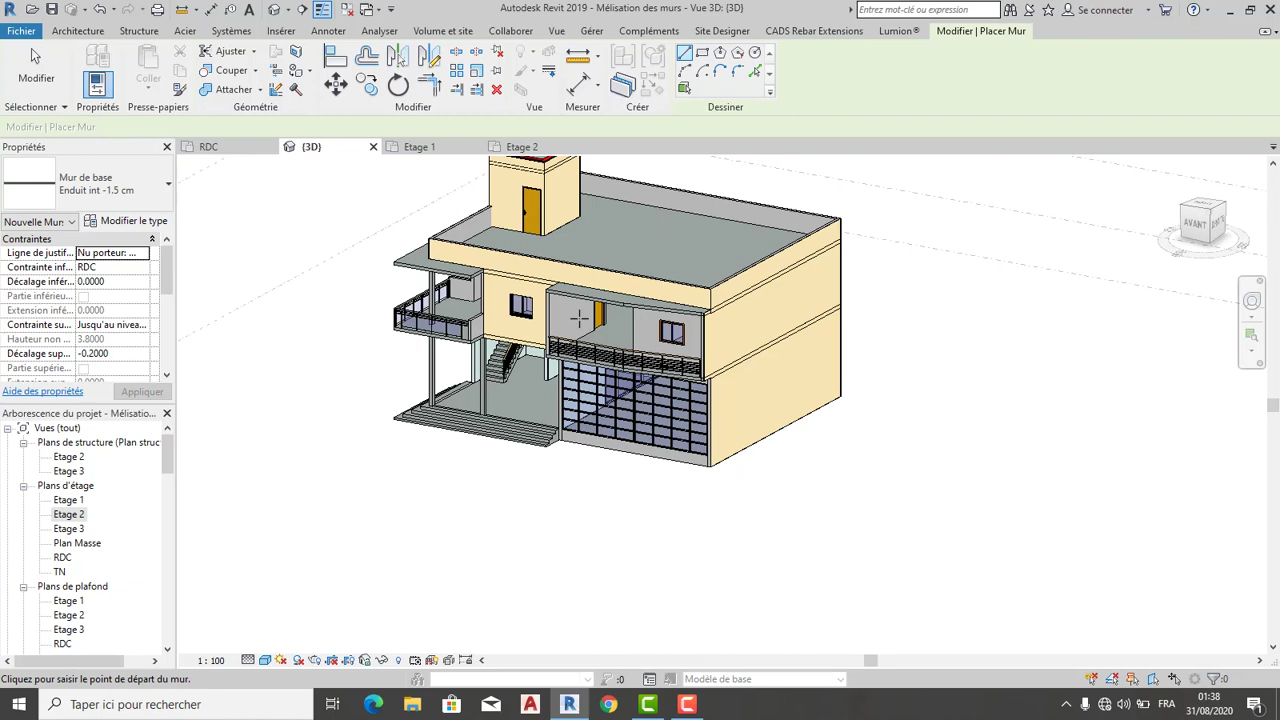 Autodesk Revit 2019 - Mélisation des murs - Vue 3D: {3D}
Entrez mot-clé ou expression
Se connecter
Fichier Architecture Structure Acier Systèmes Insérer Annoter Analyser Volume et site Collaborer Vue Gérer Compléments Site Designer CADS Rebar Extensions Lumion® Modifier | Placer Mur
Modifier
Coller
Ajuster
Couper
Attacher
Sélectionner Propriétés Presse-papiers Géométrie Modifier Vue Mesurer Créer Dessiner
Modifier | Placer Mur
Propriétés
RDC {3D} Etage 1 Etage 2
Mur de base
Enduit int -1.5 cm
Nouvelle Mur: Modifier le type
Contraintes
Ligne de justif... Nu porteur: ...
Contrainte inf... RDC
Décalage infér... 0.0000
Partie inférieu...
Extension infé... 0.0000
Contrainte su... Jusqu'au nivea...
Hauteur non ... 3.8000
Décalage sup... -0.2000
Partie supérie...
Aide des propriétés Appliquer
Arborescence du projet - Mélisatio...
Vues (tout)
Plans de structure (Plan struc
Etage 2
Etage 3
Plans d'étage
Etage 1
Etage 2
Etage 3
Plan Masse
RDC
TN
Plans de plafond
Etage 1
Etage 2
Etage 3
RDC
AVANT
1 : 100
Cliquez pour saisir le point de départ du mur.
:0
Modèle de base
:0
Taper ici pour rechercher
FRA
01:38
31/08/2020